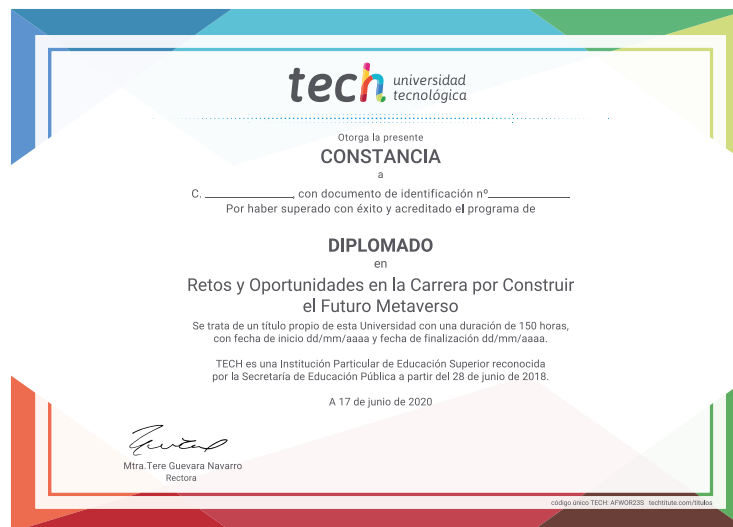 tech universidad
tecnológica
Otorga la presente
CONSTANCIA
a
C. ______________, con documento de identificación nº______________
Por haber superado con éxito y acreditado el programa de
DIPLOMADO
en
Retos y Oportunidades en la Carrera por Construir
el Futuro Metaverso
Se trata de un título propio de esta Universidad con una duración de 150 horas,
con fecha de inicio dd/mm/aaaa y fecha de finalización dd/mm/aaaa.
TECH es una Institución Particular de Educación Superior reconocida
por la Secretaría de Educación Pública a partir del 28 de junio de 2018.
A 17 de junio de 2020
Mtra.Tere Guevara Navarro
Rectora
código único TECH: AFWOR23S techtitute.com/titulos